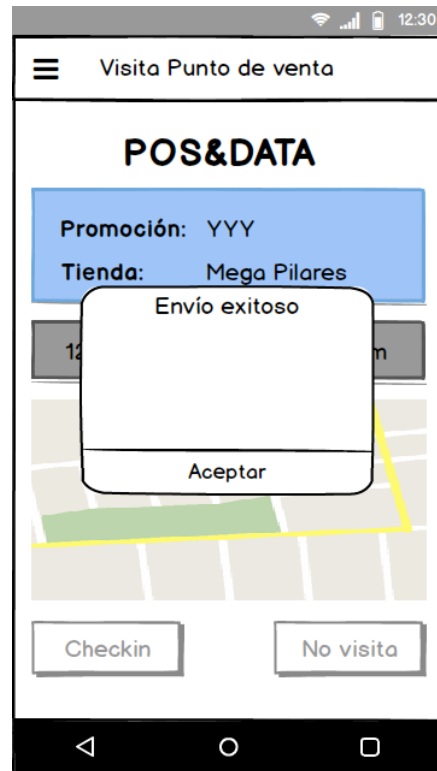 12:30
Visita Punto de venta
POS&DATA
Promoción: YYY
Tienda: Mega Pilares
Envío exitoso
12 m
Aceptar
Checkin No visita